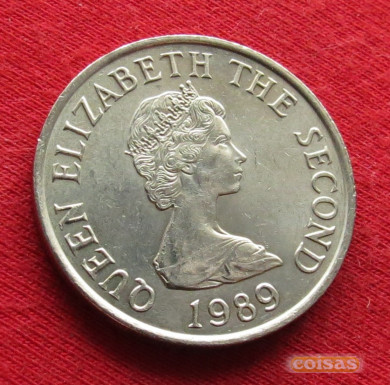 QUEEN ELIZABETH THE SECOND
1989
coisas